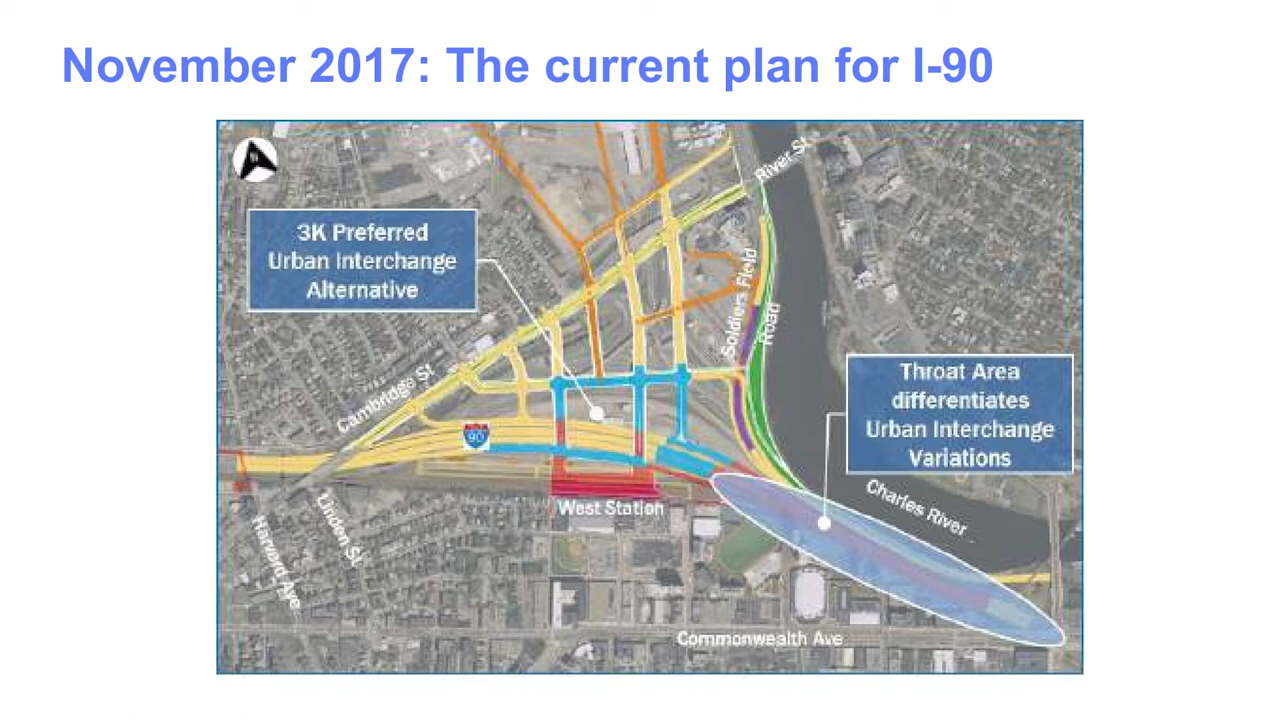 November 2017: The current plan for I-90
River St
3K Preferred
Urban Interchange
Alternative
Soldiers Field
Road
Throat Area
differentiates
Urban Interchange
Variations
Cambridge St
90
West Station
Charles River
Linden St
Harvard Ave
Commonwealth Ave